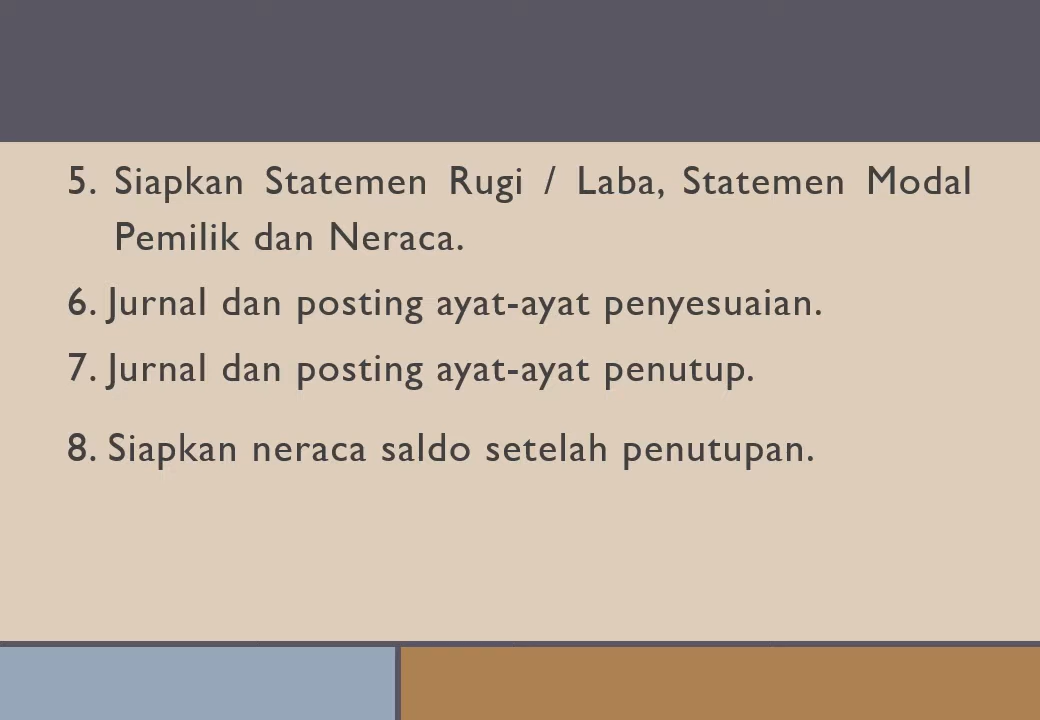 5. Siapkan Statemen Rugi / Laba, Statemen Modal
Pemilik dan Neraca.
6. Jurnal dan posting ayat-ayat penyesuaian.
7. Jurnal dan posting ayat-ayat penutup.
8. Siapkan neraca saldo setelah penutupan.